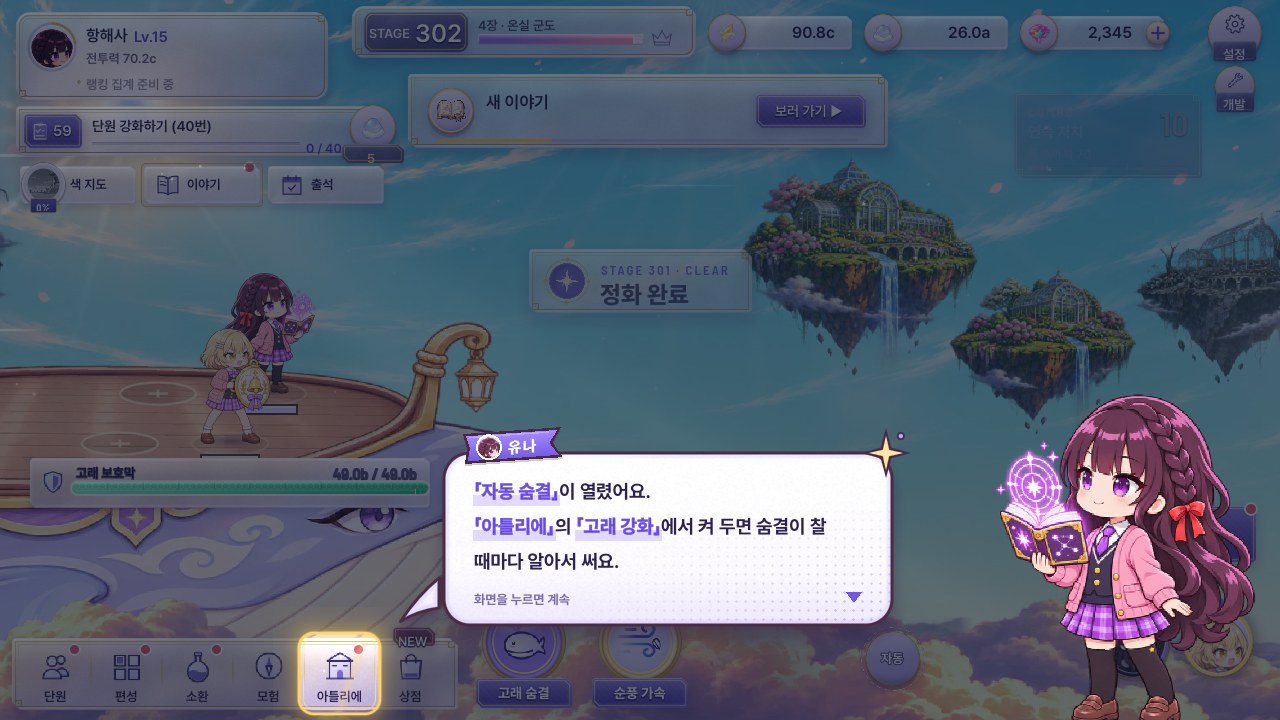 항해사 Lv.15
전투력 70.2c
랭킹 집계 준비 중
STAGE 302
4장 · 온실 군도
90.8c
26.0a
2,345
설정
개발
새 이야기
보러 가기 ▶
59
단원 강화하기 (40번)
0 / 40
5
색 지도
0%
이야기
출석
10
STAGE 301 · CLEAR
정화 완료
고래 보호막
49.0b / 49.0b
유나
『자동 숨결』이 열렸어요.
『아틀리에』의 『고래 강화』에서 켜 두면 숨결이 찰
때마다 알아서 써요.
화면을 누르면 계속
단원
편성
소환
모험
아틀리에
NEW
상점
고래 숨결
순풍 가속
자동